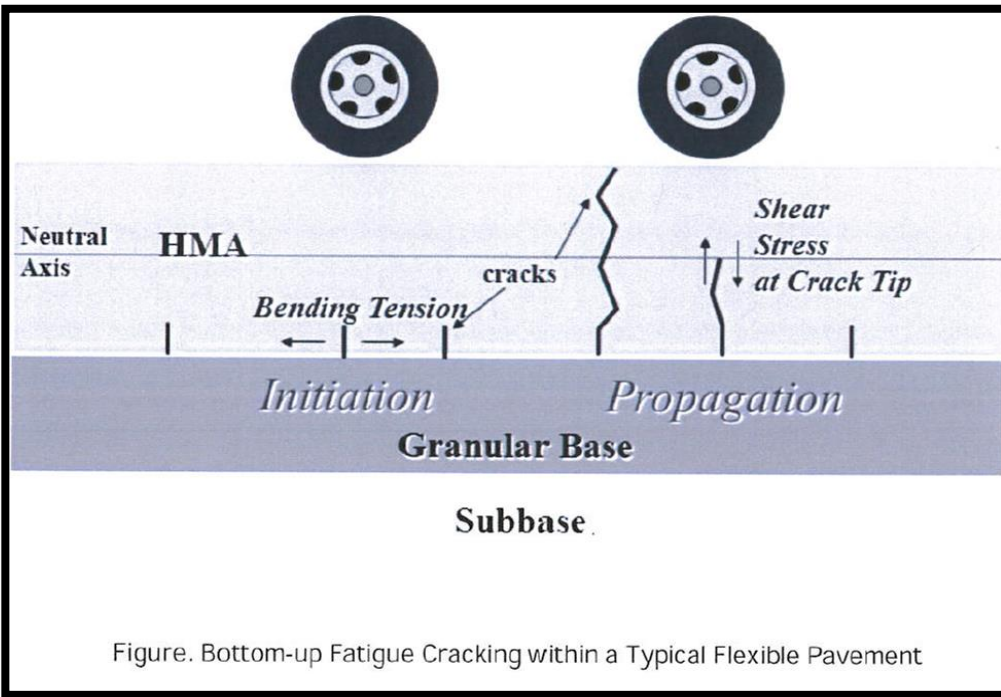 Neutral
Axis
HMA
Shear
Stress
at Crack Tip
cracks
Bending Tension
Initiation
Propagation
Granular Base
Subbase.
Figure. Bottom-up Fatigue Cracking within a Typical Flexible Pavement